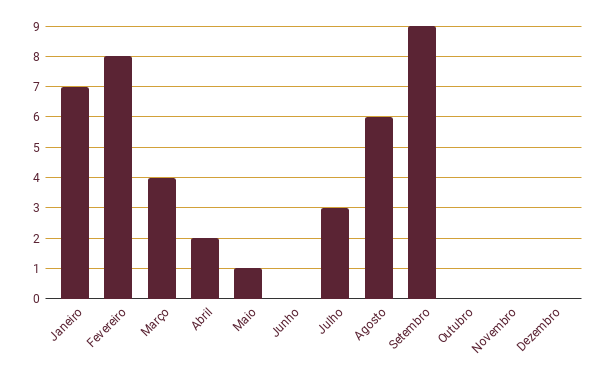 9
8
7
6
5
4
3
2
1
0
Janeiro
Fevereiro
Março
Abril
Maio
Junho
Julho
Agosto
Setembro
Outubro
Novembro
Dezembro